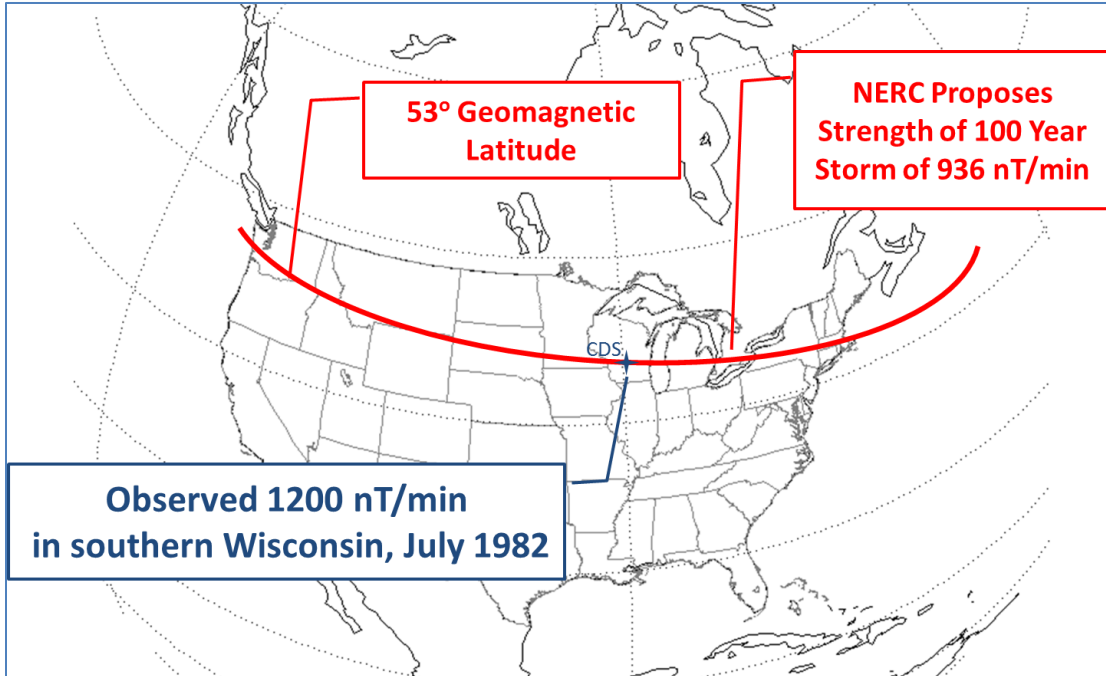 53° Geomagnetic
Latitude
NERC Proposes
Strength of 100 Year
Storm of 936 nT/min
CDS
Observed 1200 nT/min
in southern Wisconsin, July 1982